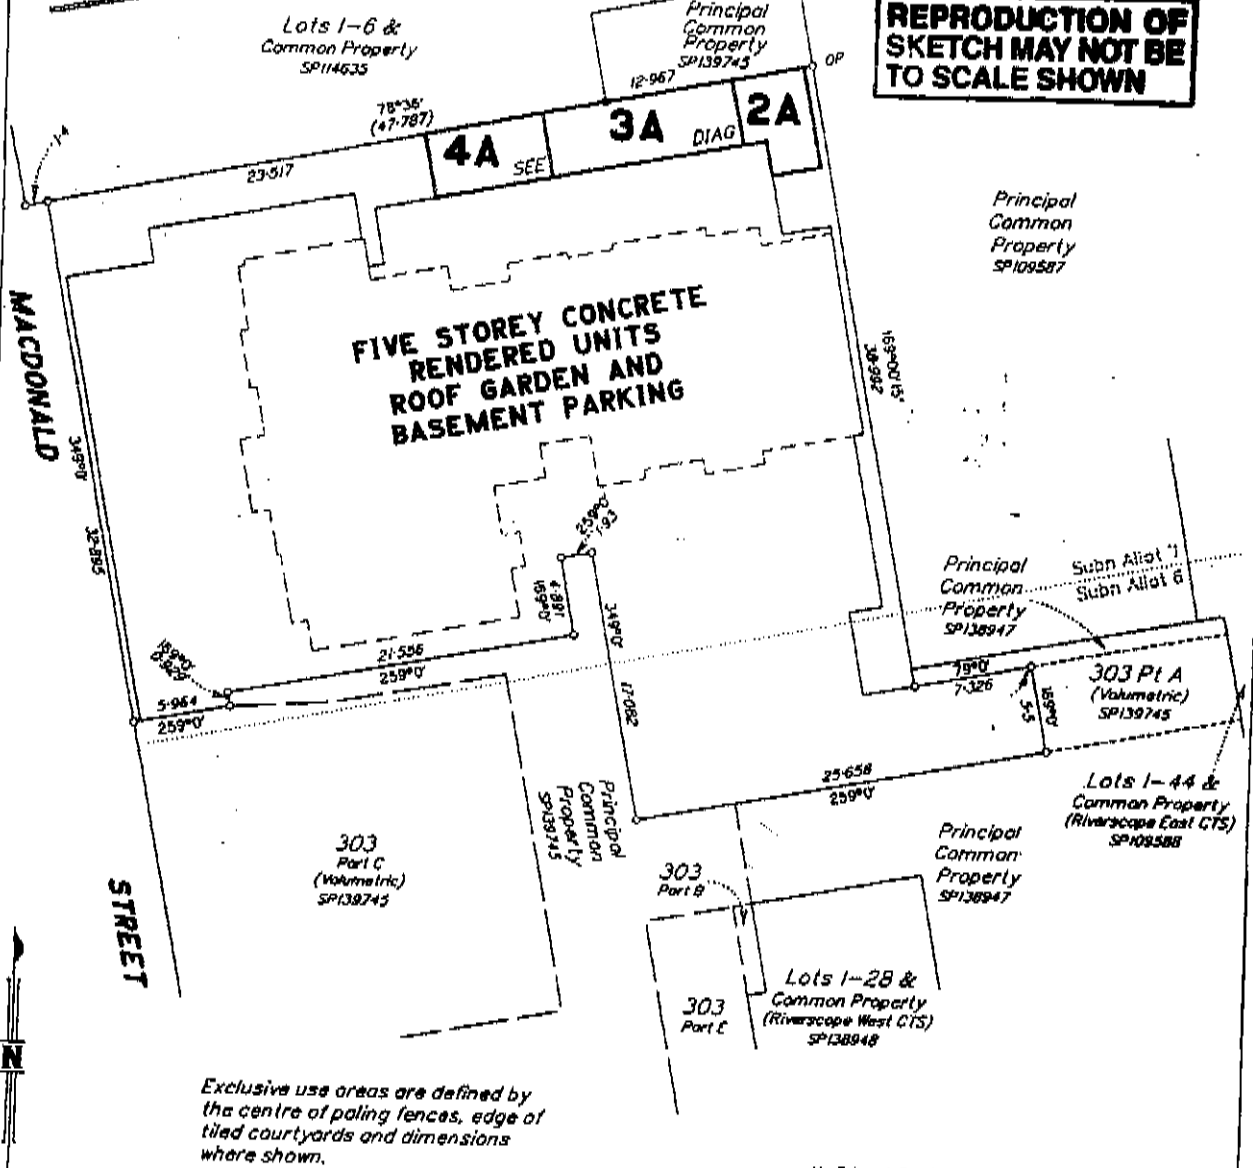 Lots 1-6 &
Common Property
SP114635
Principal
Common
Property
SP139745
REPRODUCTION OF
SKETCH MAY NOT BE
TO SCALE SHOWN
OP
12·967
78°36'
(47·787)
1·4
23·517
4A
SEE
3A
DIAG
2A
Principal
Common
Property
SP109587
MACDONALD
349°0'
32·895
FIVE STOREY CONCRETE
RENDERED UNITS
ROOF GARDEN AND
BASEMENT PARKING
169°00'15"
38·992
259°0'
1·93
4·891
169°0'
349°0'
17·082
Principal
Common
Property
SP138947
Subn Allot 7
Subn Allot 6
21·556
259°0'
5·964
259°0'
79°0'
7·326
169°0'
5·5
303 Pt A
(Volumetric)
SP139745
25·658
259°0'
Lots 1-44 &
Common Property
(Riverscape East CTS)
SP109588
Principal
Common
Property
SP139745
303
Part C
(Volumetric)
SP139745
303
Part B
Principal
Common
Property
SP138947
STREET
303
Part E
Lots 1-28 &
Common Property
(Riverscape West CTS)
SP138948
N
Exclusive use areas are defined by
the centre of paling fences, edge of
tiled courtyards and dimensions
where shown.